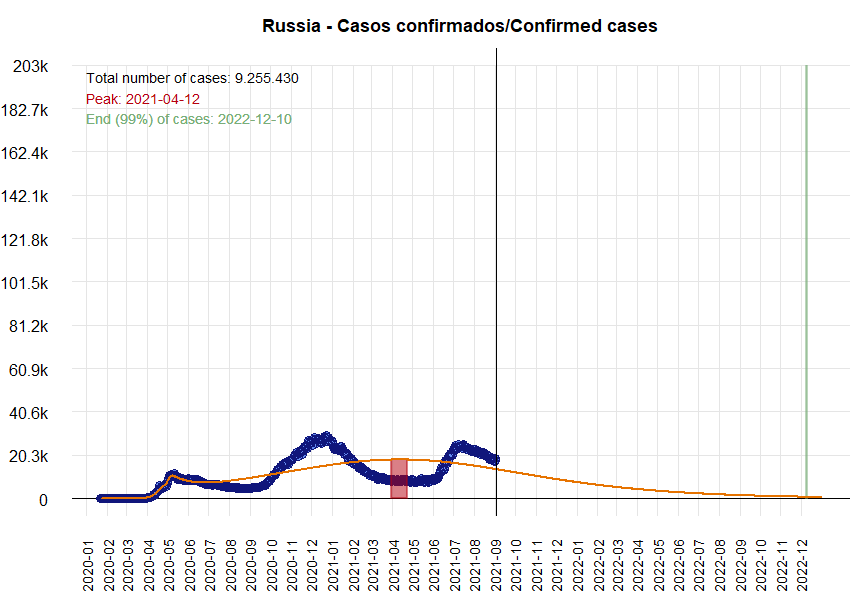 Russia - Casos confirmados/Confirmed cases
203k
182.7k
162.4k
142.1k
121.8k
101.5k
81.2k
60.9k
40.6k
20.3k
0
Total number of cases: 9.255.430
Peak: 2021-04-12
End (99%) of cases: 2022-12-10
2020-01
2020-02
2020-03
2020-04
2020-05
2020-06
2020-07
2020-08
2020-09
2020-10
2020-11
2020-12
2021-01
2021-02
2021-03
2021-04
2021-05
2021-06
2021-07
2021-08
2021-09
2021-10
2021-11
2021-12
2022-01
2022-02
2022-03
2022-04
2022-05
2022-06
2022-07
2022-08
2022-09
2022-10
2022-11
2022-12